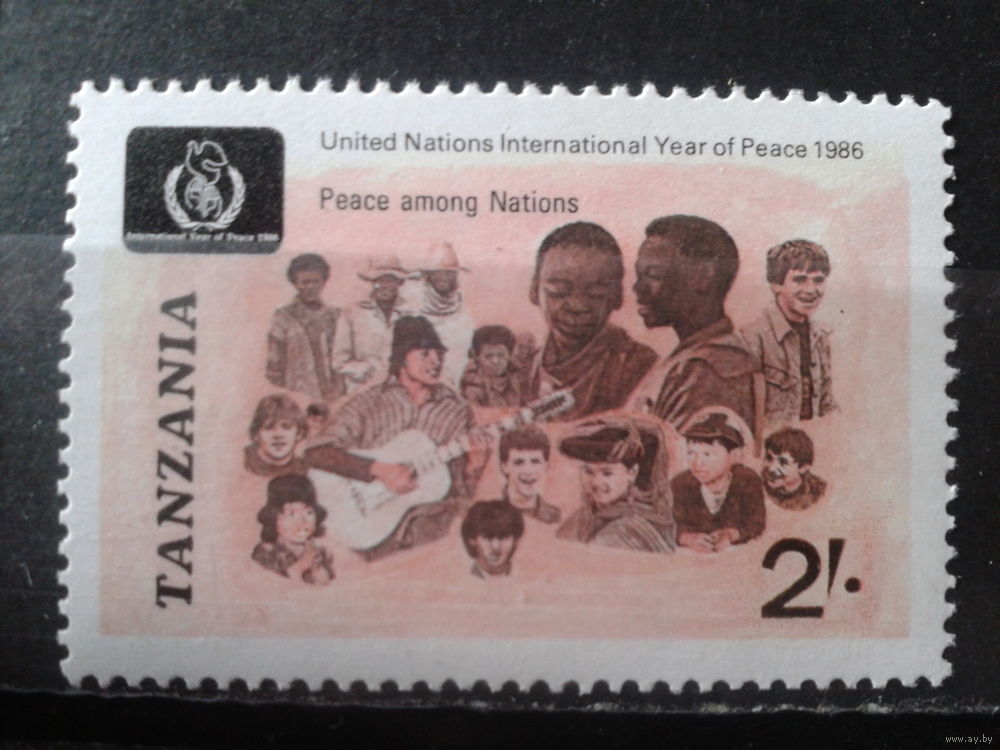 United Nations International Year of Peace 1986
Peace among Nations
International Year of Peace 1986
TANZANIA
2/.
www.ay.by